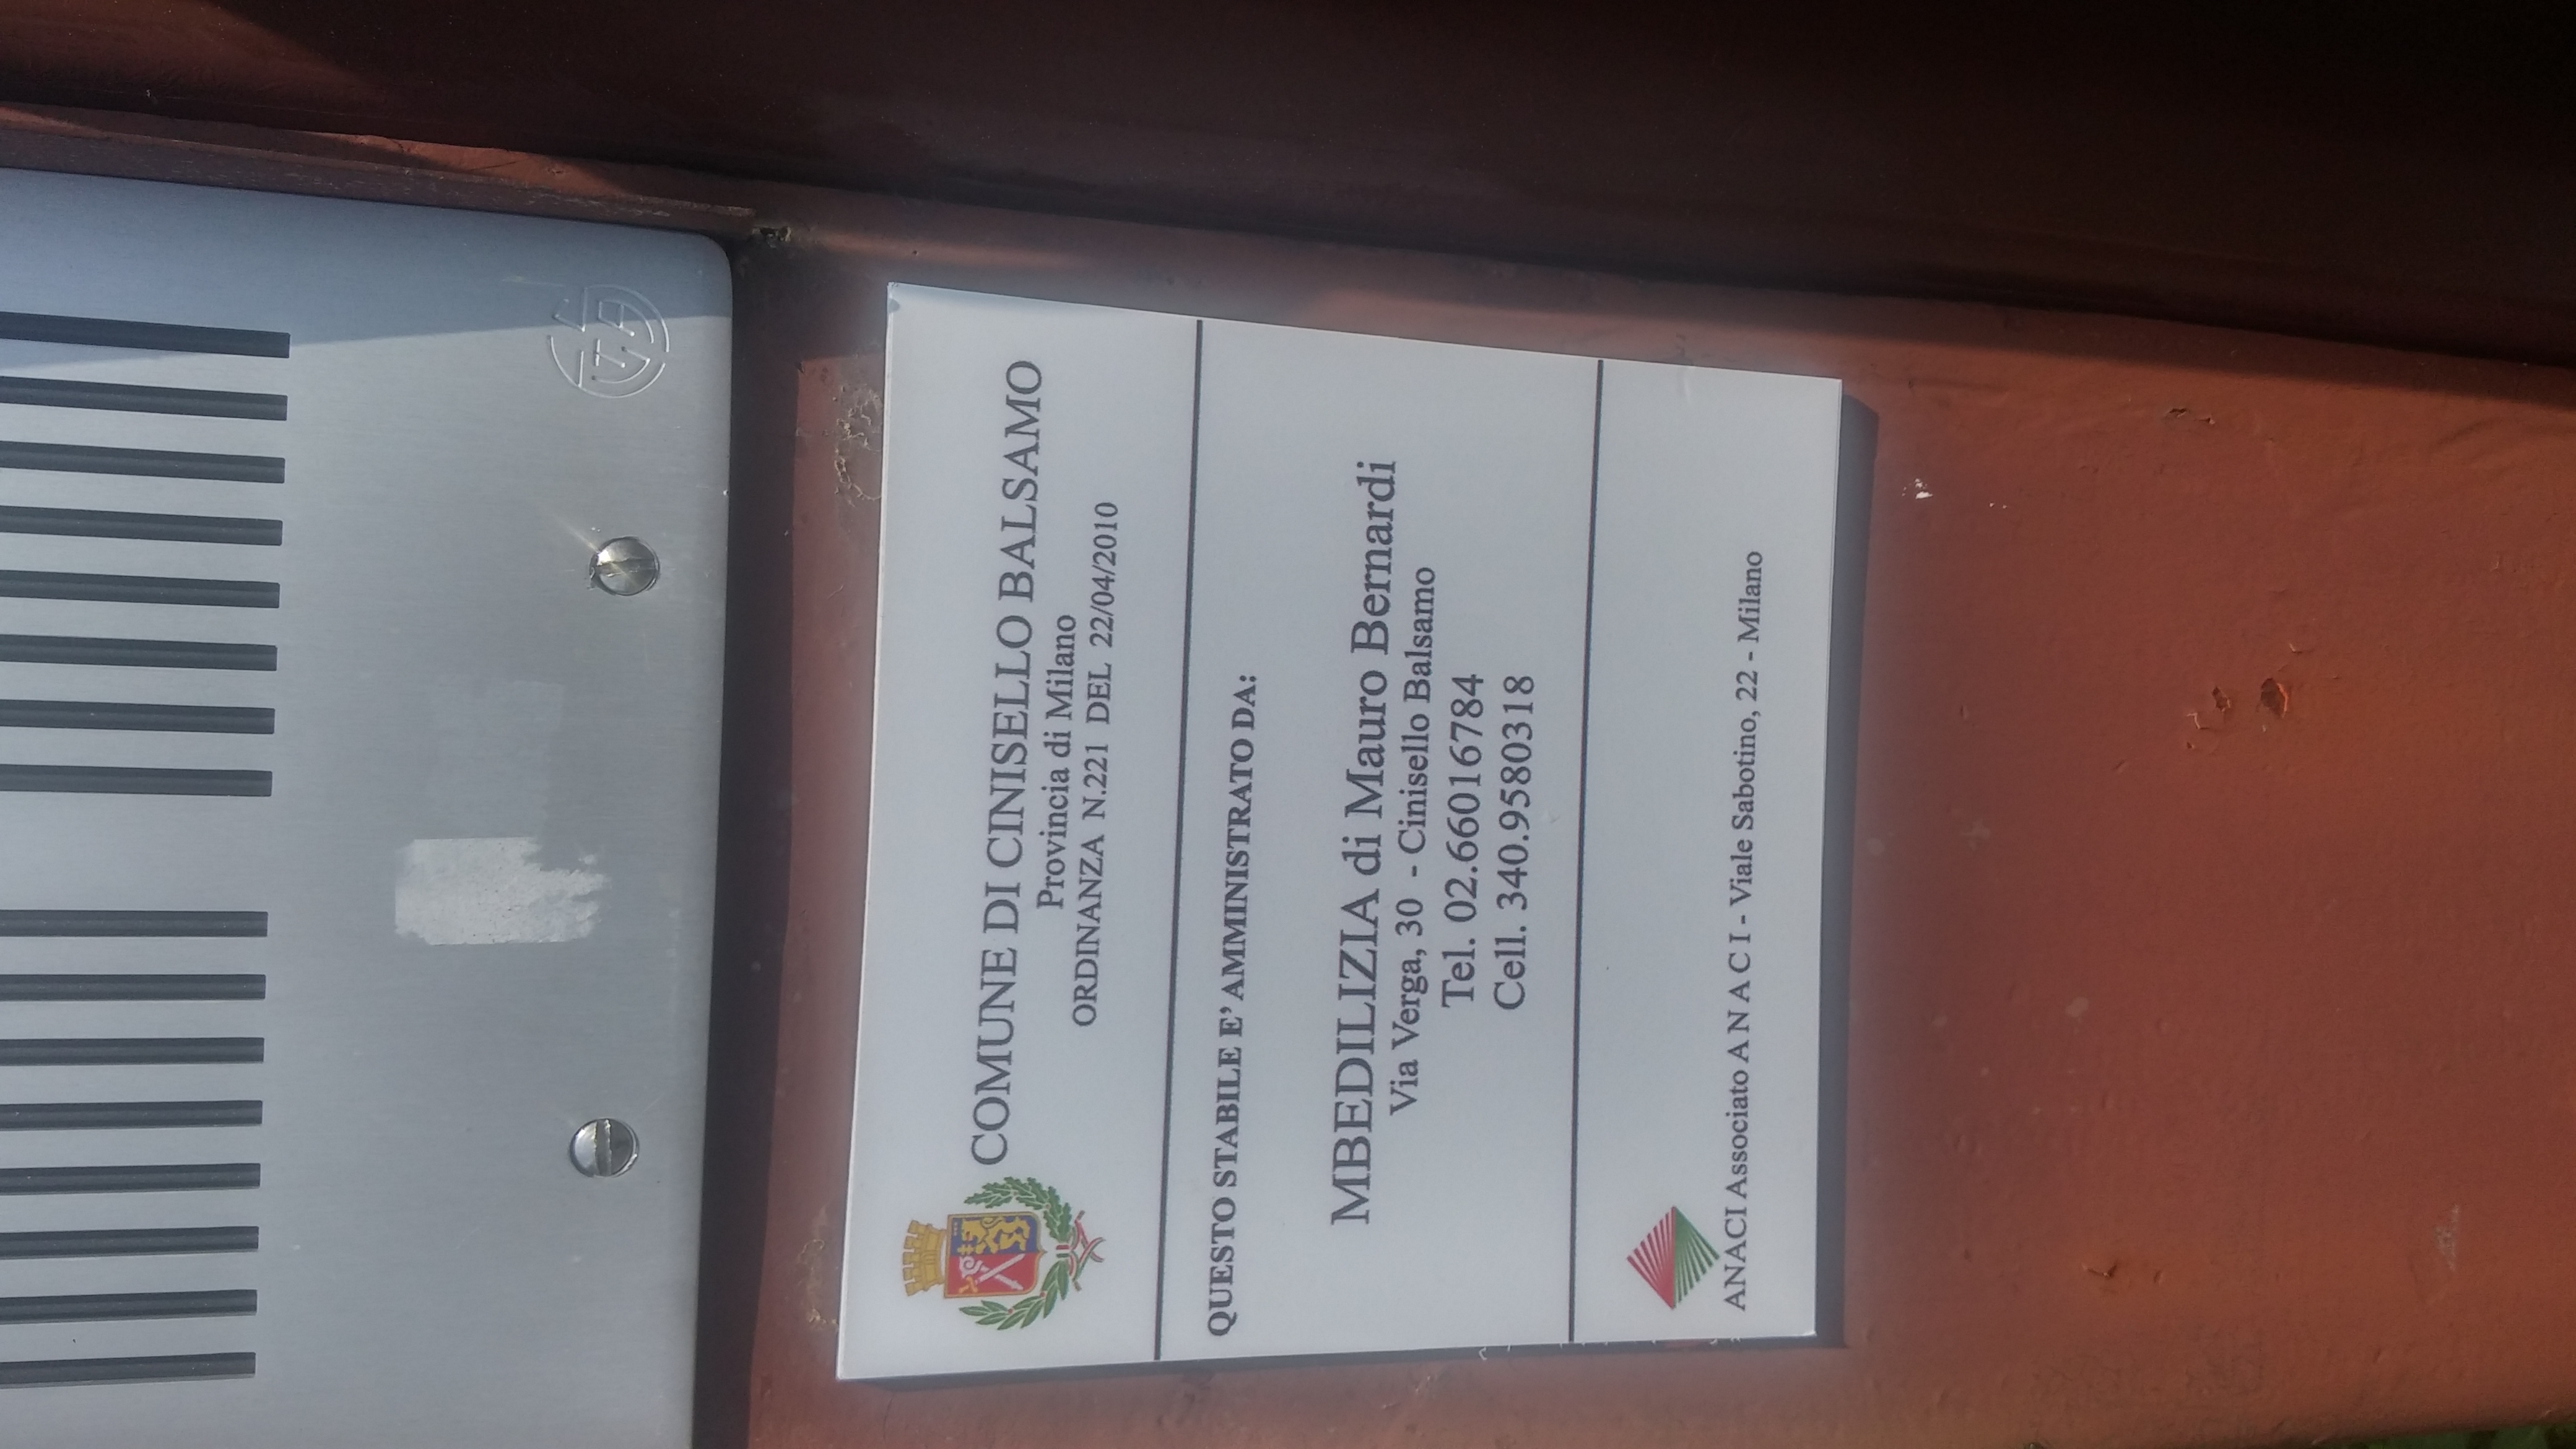 COMUNE DI CINISELLO BALSAMO
Provincia di Milano
ORDINANZA N.221 DEL 22/04/2010
QUESTO STABILE E' AMMINISTRATO DA:
MBEDILIZIA di Mauro Bernardi
Via Verga, 30 - Cinisello Balsamo
Tel. 02.66016784
Cell. 340.9580318
ANACI Associato A N A C I - Viale Sabotino, 22 - Milano